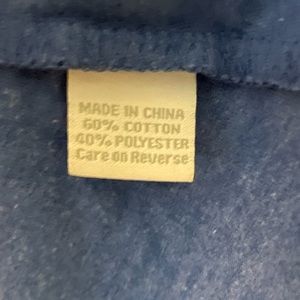 MADE IN CHINA
60% COTTON
40% POLYESTER
Care on Reverse